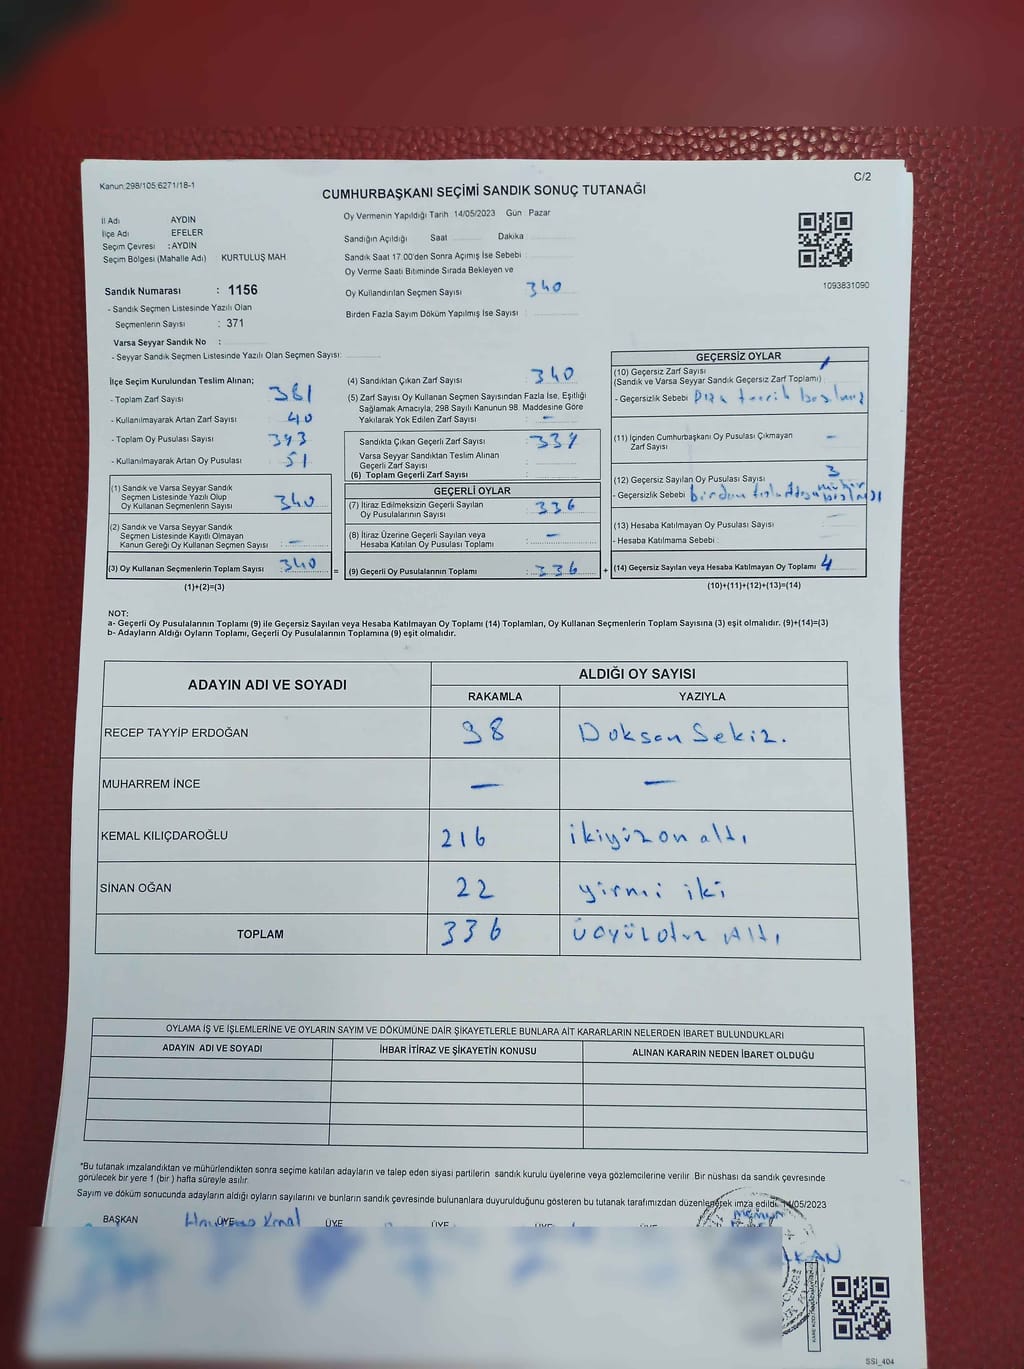 Kanun:298/105.6271/18-1
C/2
CUMHURBAŞKANI SEÇİMİ SANDIK SONUÇ TUTANAĞI
İl Adı AYDIN
İlçe Adı EFELER
Seçim Çevresi : AYDIN
Seçim Bölgesi (Mahalle Adı) KURTULUŞ MAH
Sandık Numarası : 1156
- Sandık Seçmen Listesinde Yazılı Olan
Seçmenlerin Sayısı : 371
Varsa Seyyar Sandık No :
- Seyyar Sandık Seçmen Listesinde Yazılı Olan Seçmen Sayısı:
Oy Vermenin Yapıldığı Tarih 14/05/2023 Gün Pazar
Sandığın Açıldığı Saat Dakika
Sandık Saat 17.00'den Sonra Açılmış İse Sebebi :
Oy Verme Saati Bitiminde Sırada Bekleyen ve
Oy Kullandırılan Seçmen Sayısı 340
Birden Fazla Sayım Döküm Yapılmış İse Sayısı :
1093831090
İlçe Seçim Kurulundan Teslim Alınan;
- Toplam Zarf Sayısı : 381
- Kullanılmayarak Artan Zarf Sayısı : 40
- Toplam Oy Pusulası Sayısı : 393
- Kullanılmayarak Artan Oy Pusulası : 51
(1) Sandık ve Varsa Seyyar Sandık
Seçmen Listesinde Yazılı Olup
Oy Kullanan Seçmenlerin Sayısı : 340
(2) Sandık ve Varsa Seyyar Sandık
Seçmen Listesinde Kayıtlı Olmayan
Kanun Gereği Oy Kullanan Seçmen Sayısı : —
(3) Oy Kullanan Seçmenlerin Toplam Sayısı : 340
(1)+(2)=(3)
=
(4) Sandıktan Çıkan Zarf Sayısı : 340
(5) Zarf Sayısı Oy Kullanan Seçmen Sayısından Fazla İse, Eşitliği
Sağlamak Amacıyla, 298 Sayılı Kanunun 98. Maddesine Göre
Yakılarak Yok Edilen Zarf Sayısı : —
Sandıkta Çıkan Geçerli Zarf Sayısı : 339
Varsa Seyyar Sandıktan Teslim Alınan
Geçerli Zarf Sayısı :
(6) Toplam Geçerli Zarf Sayısı :
GEÇERLİ OYLAR
(7) İtiraz Edilmeksizin Geçerli Sayılan
Oy Pusulalarının Sayısı : 336
(8) İtiraz Üzerine Geçerli Sayılan veya
Hesaba Katılan Oy Pusulası Toplamı : —
(9) Geçerli Oy Pusulalarının Toplamı : 336
+
GEÇERSİZ OYLAR
(10) Geçersiz Zarf Sayısı 1
(Sandık ve Varsa Seyyar Sandık Geçersiz Zarf Toplamı)
- Geçersizlik Sebebi
(11) İçinden Cumhurbaşkanı Oy Pusulası Çıkmayan
Zarf Sayısı : —
(12) Geçersiz Sayılan Oy Pusulası Sayısı : 3
- Geçersizlik Sebebi birden fazla mühür
(13) Hesaba Katılmayan Oy Pusulası Sayısı :
- Hesaba Katılmama Sebebi :
(14) Geçersiz Sayılan veya Hesaba Katılmayan Oy Toplamı : 4
(10)+(11)+(12)+(13)=(14)
NOT:
a- Geçerli Oy Pusulalarının Toplamı (9) ile Geçersiz Sayılan veya Hesaba Katılmayan Oy Toplamı (14) Toplamları, Oy Kullanan Seçmenlerin Toplam Sayısına (3) eşit olmalıdır. (9)+(14)=(3)
b- Adayların Aldığı Oyların Toplamı, Geçerli Oy Pusulalarının Toplamına (9) eşit olmalıdır.
ADAYIN ADI VE SOYADI ALDIĞI OY SAYISI
RAKAMLA YAZIYLA
RECEP TAYYİP ERDOĞAN 98 Doksan Sekiz.
MUHARREM İNCE — —
KEMAL KILIÇDAROĞLU 216 ikiyüz on altı
SİNAN OĞAN 22 yirmi iki
TOPLAM 336 üçyüzotuz Altı
OYLAMA İŞ VE İŞLEMLERİNE VE OYLARIN SAYIM VE DÖKÜMÜNE DAİR ŞİKAYETLERLE BUNLARA AİT KARARLARIN NELERDEN İBARET BULUNDUKLARI
ADAYIN ADI VE SOYADI İHBAR İTİRAZ VE ŞİKAYETİN KONUSU ALINAN KARARIN NEDEN İBARET OLDUĞU
*Bu tutanak imzalandıktan ve mühürlendikten sonra seçime katılan adayların ve talep eden siyasi partilerin sandık kurulu üyelerine veya gözlemcilerine verilir. Bir nüshası da sandık çevresinde
görülecek bir yere 1 (bir) hafta süreyle asılır.
Sayım ve döküm sonucunda adayların aldığı oyların sayılarını ve bunların sandık çevresinde bulunanlara duyurulduğunu gösteren bu tutanak tarafımızdan düzenlenerek imza edildi. 14/05/2023
BAŞKAN ÜYE ÜYE ÜYE ÜYE ÜYE
SSİ_404